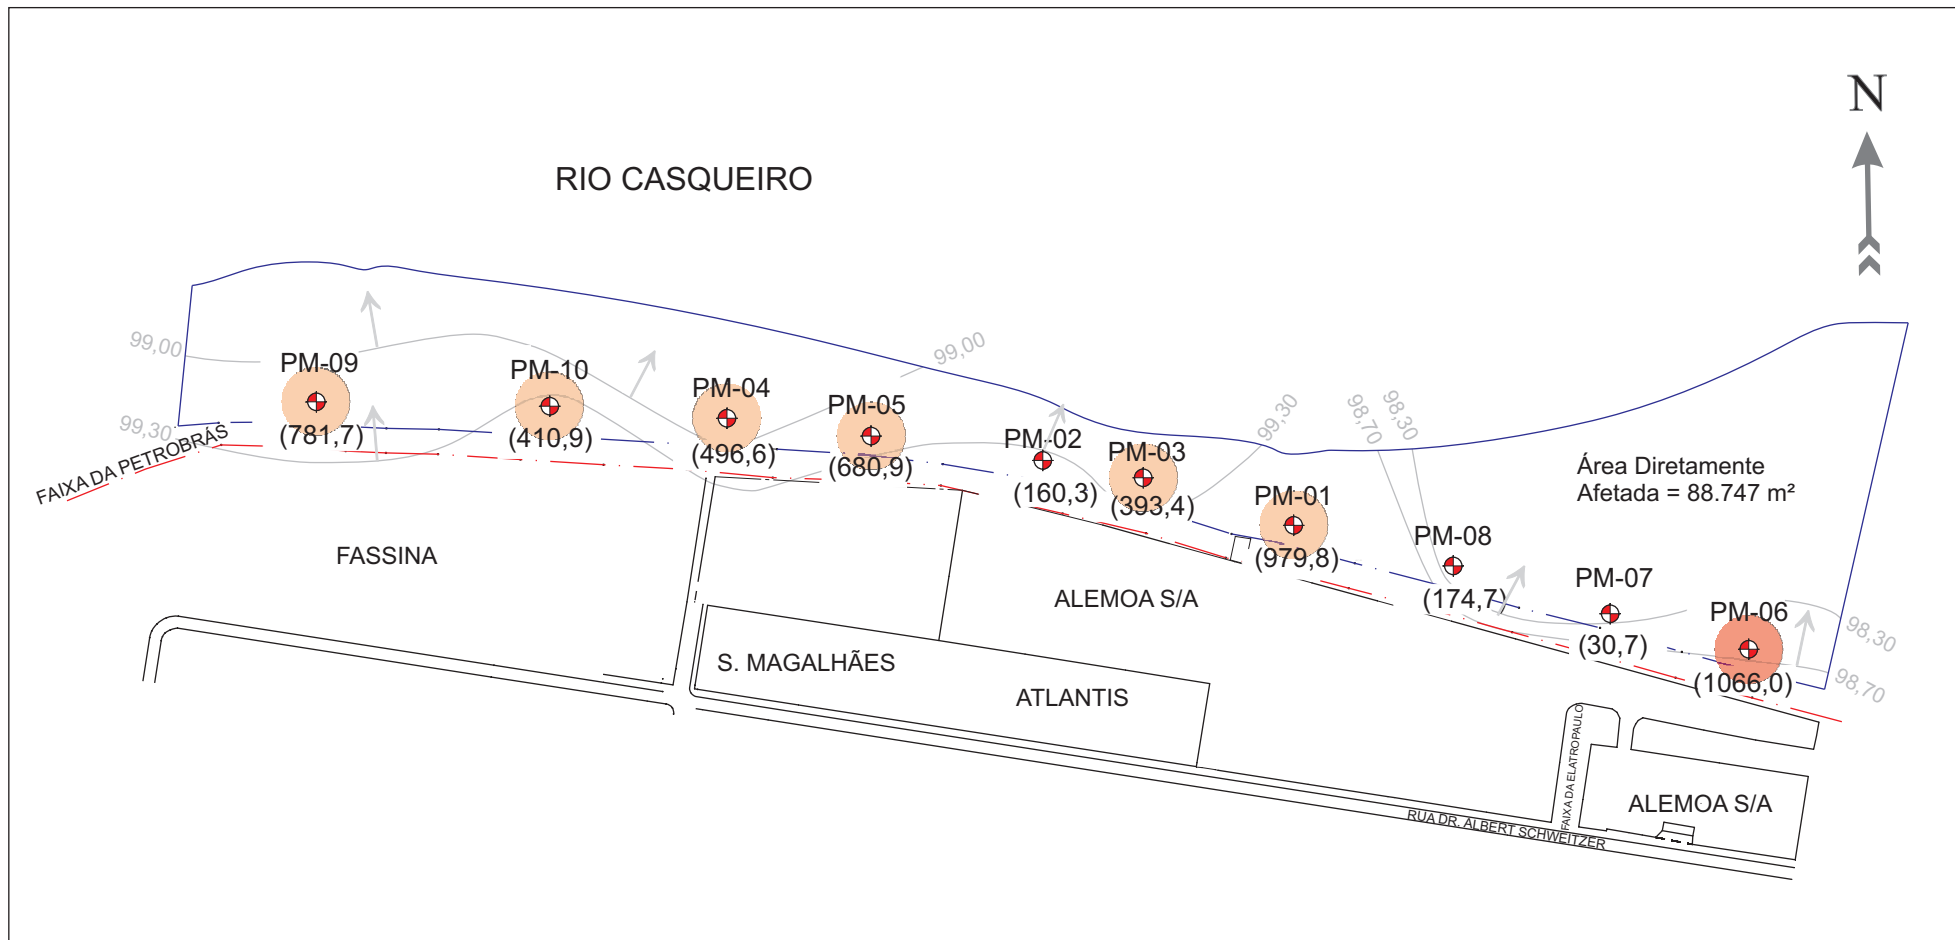 N
RIO CASQUEIRO
99,00
99,00
99,30
99,30
98,70
98,30
PM-09
(781,7)
PM-10
(410,9)
PM-04
(496,6)
PM-05
(680,9)
PM-02
(160,3)
PM-03
(393,4)
PM-01
(979,8)
PM-08
(174,7)
PM-07
(30,7)
PM-06
(1066,0)
98,30
98,70
Área Diretamente
Afetada = 88.747 m²
FAIXA DA PETROBRÁS
FASSINA
ALEMOA S/A
S. MAGALHÃES
ATLANTIS
FAIXA DA ELATROPAULO
ALEMOA S/A
RUA DR. ALBERT SCHWEITZER